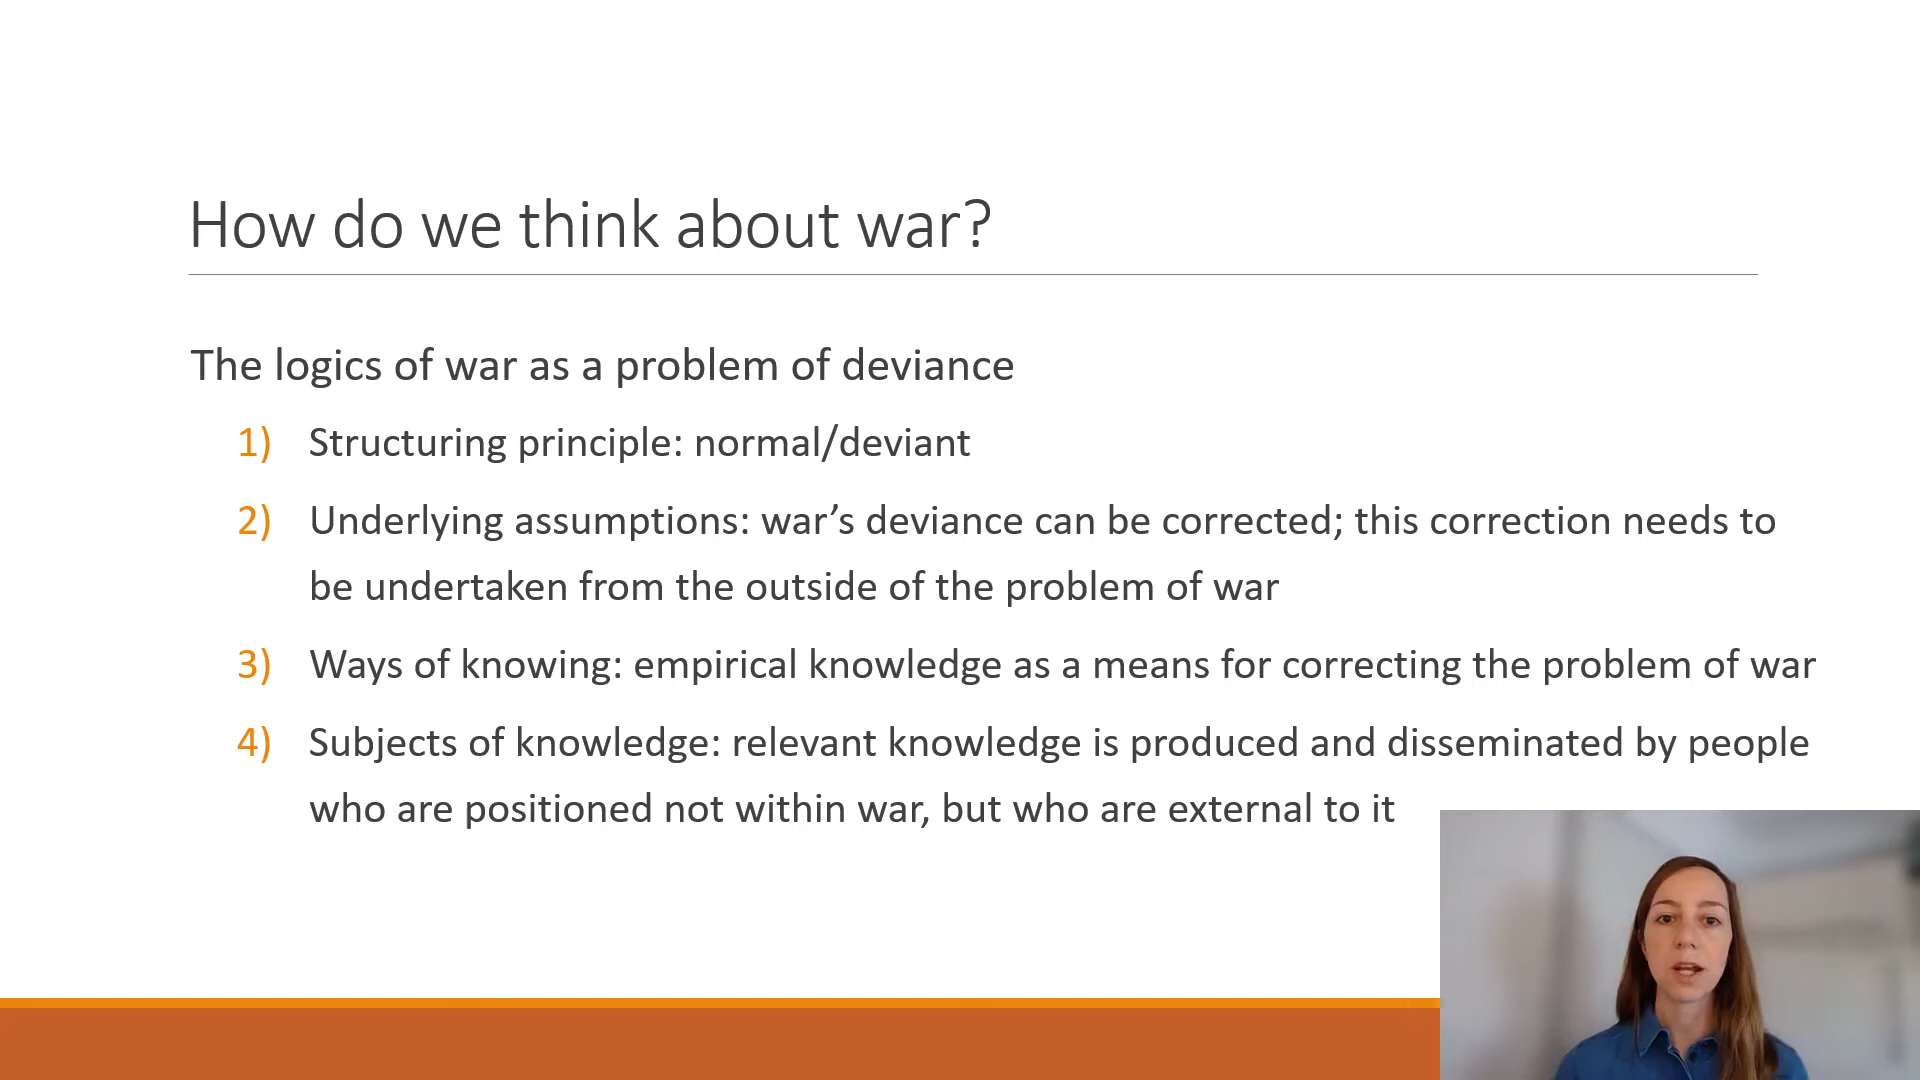 How do we think about war?
The logics of war as a problem of deviance
1) Structuring principle: normal/deviant
2) Underlying assumptions: war’s deviance can be corrected; this correction needs to
be undertaken from the outside of the problem of war
3) Ways of knowing: empirical knowledge as a means for correcting the problem of war
4) Subjects of knowledge: relevant knowledge is produced and disseminated by people
who are positioned not within war, but who are external to it